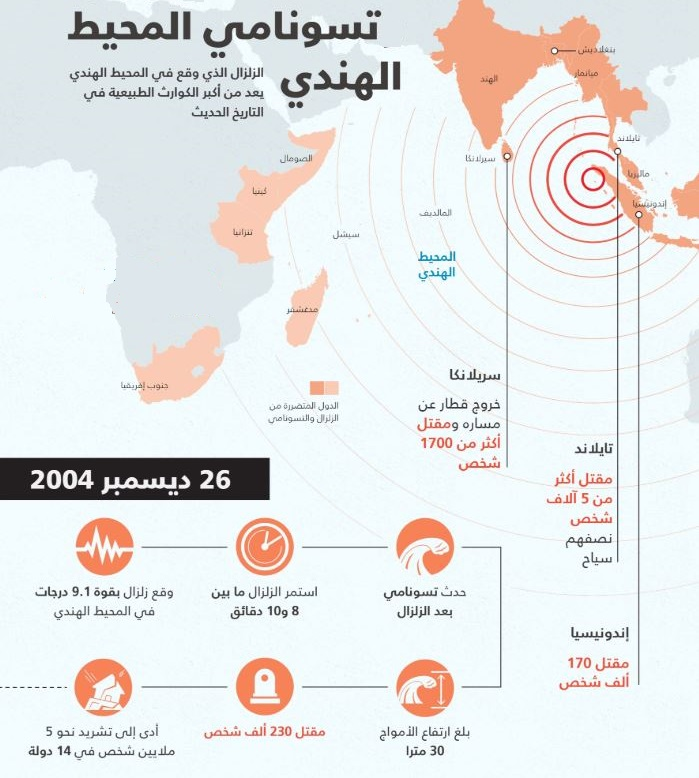 تسونامي المحيط
الهندي
الزلزال الذي وقع في المحيط الهندي
يعد من أكبر الكوارث الطبيعية في
التاريخ الحديث
بنغلاديش
ميانمار
الهند
تايلاند
سيرلانكا
ماليزيا
إندونيسيا
الصومال
كينيا
تنزانيا
المالديف
سيشل
المحيط
الهندي
مدغشقر
جنوب إفريقيا
الدول المتضررة من
الزلزال والتسونامي
سريلانكا
خروج قطار عن
مساره ومقتل
أكثر من 1700
شخص
تايلاند
مقتل أكثر
من 5 آلاف
شخص
نصفهم
سياح
إندونيسيا
مقتل 170
ألف شخص
26 ديسمبر 2004
وقع زلزال بقوة 9.1 درجات
في المحيط الهندي
استمر الزلزال ما بين
8 و10 دقائق
حدث تسونامي
بعد الزلزال
بلغ ارتفاع الأمواج
30 مترا
مقتل 230 ألف شخص
أدى إلى تشريد نحو 5
ملايين شخص في 14 دولة